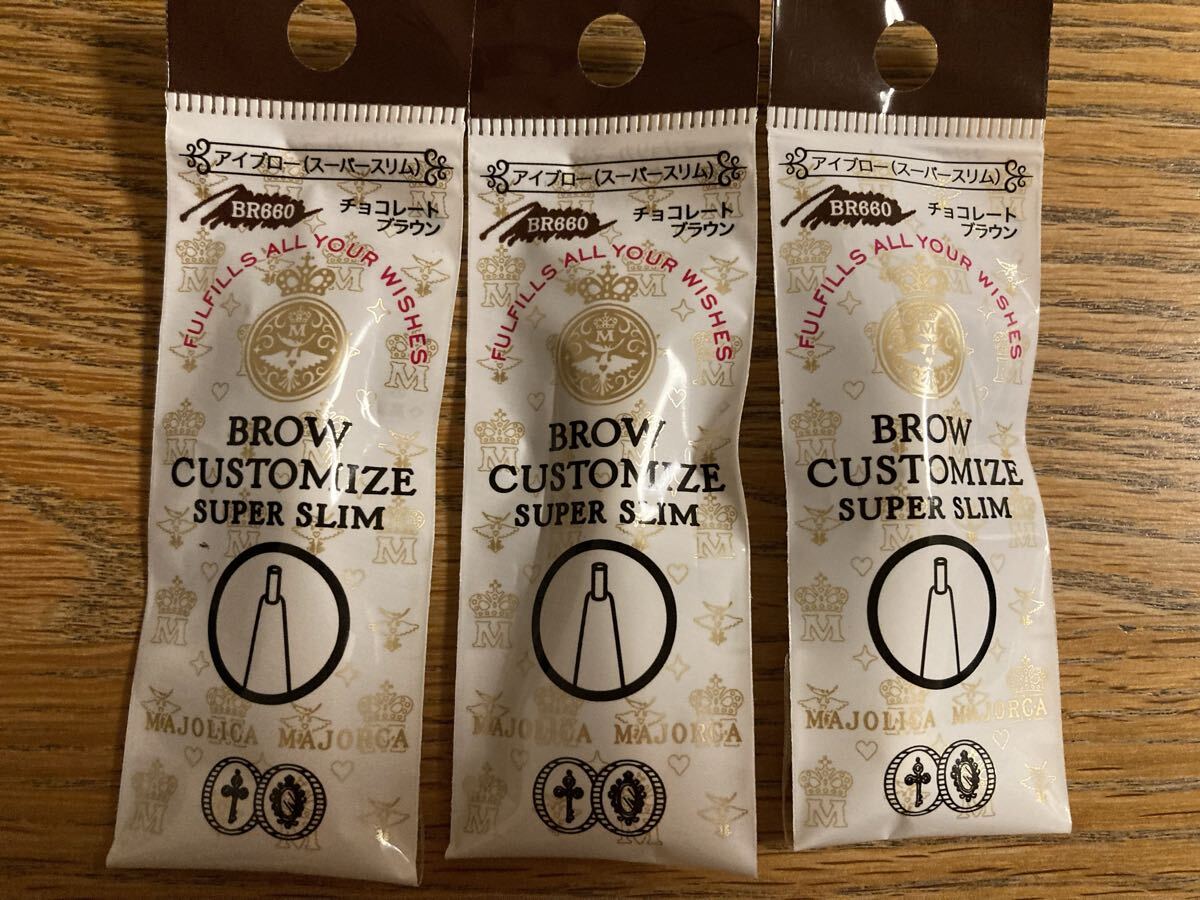 アイブロー(スーパースリム)
BR660
チョコレート
ブラウン
FULFILLS ALL YOUR WISHES
M
BROW
CUSTOMIZE
SUPER SLIM
MAJOLICA MAJORCA
アイブロー(スーパースリム)
BR660
チョコレート
ブラウン
FULFILLS ALL YOUR WISHES
M
BROW
CUSTOMIZE
SUPER SLIM
MAJOLICA MAJORCA
アイブロー(スーパースリム)
BR660
チョコレート
ブラウン
FULFILLS ALL YOUR WISHES
M
BROW
CUSTOMIZE
SUPER SLIM
MAJOLICA MAJORCA